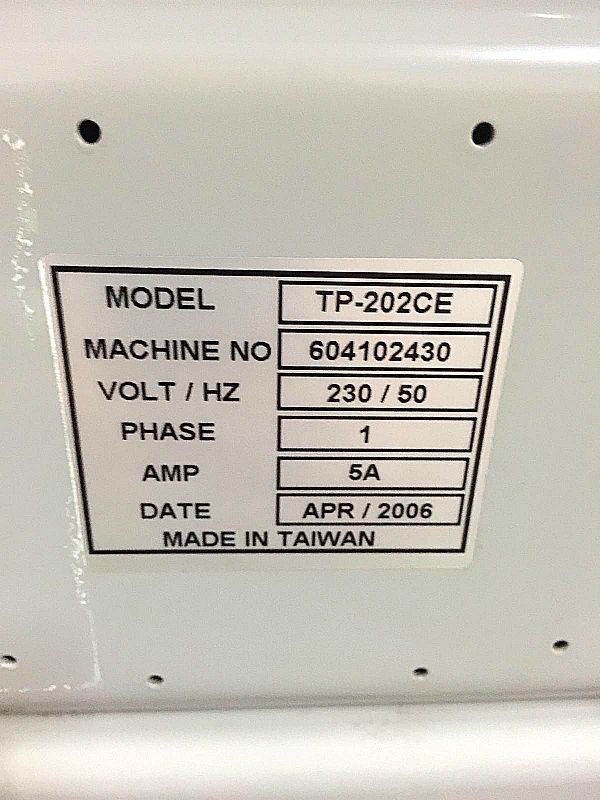 MODEL TP-202CE
MACHINE NO 604102430
VOLT / HZ 230 / 50
PHASE 1
AMP 5A
DATE APR / 2006
MADE IN TAIWAN